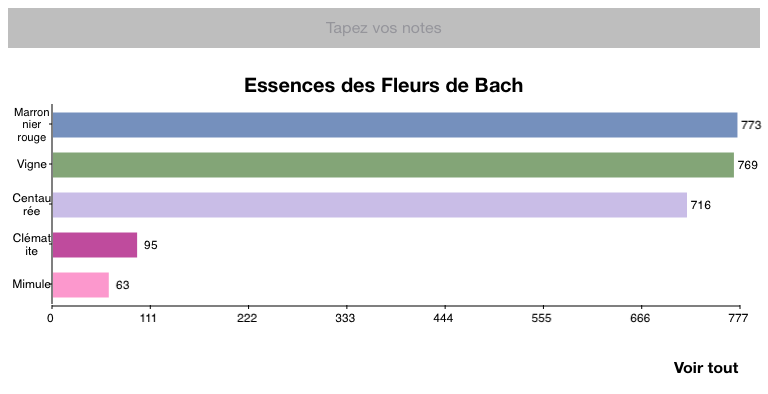 Tapez vos notes
Essences des Fleurs de Bach
Marron
nier
rouge
773
Vigne
769
Centau
rée
716
Clémat
ite
95
Mimule
63
0 111 222 333 444 555 666 777
Voir tout